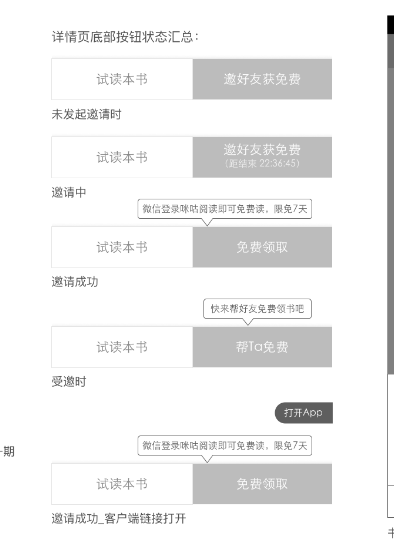 详情页底部按钮状态汇总：
试读本书 邀好友获免费
未发起邀请时
试读本书 邀好友获免费
（距结束 22:36:45）
邀请中
微信登录咪咕阅读即可免费读，限免7天
试读本书 免费领取
邀请成功
快来帮好友免费领书吧
试读本书 帮Ta免费
受邀时
打开App
微信登录咪咕阅读即可免费读，限免7天
期
试读本书 免费领取
邀请成功_客户端链接打开